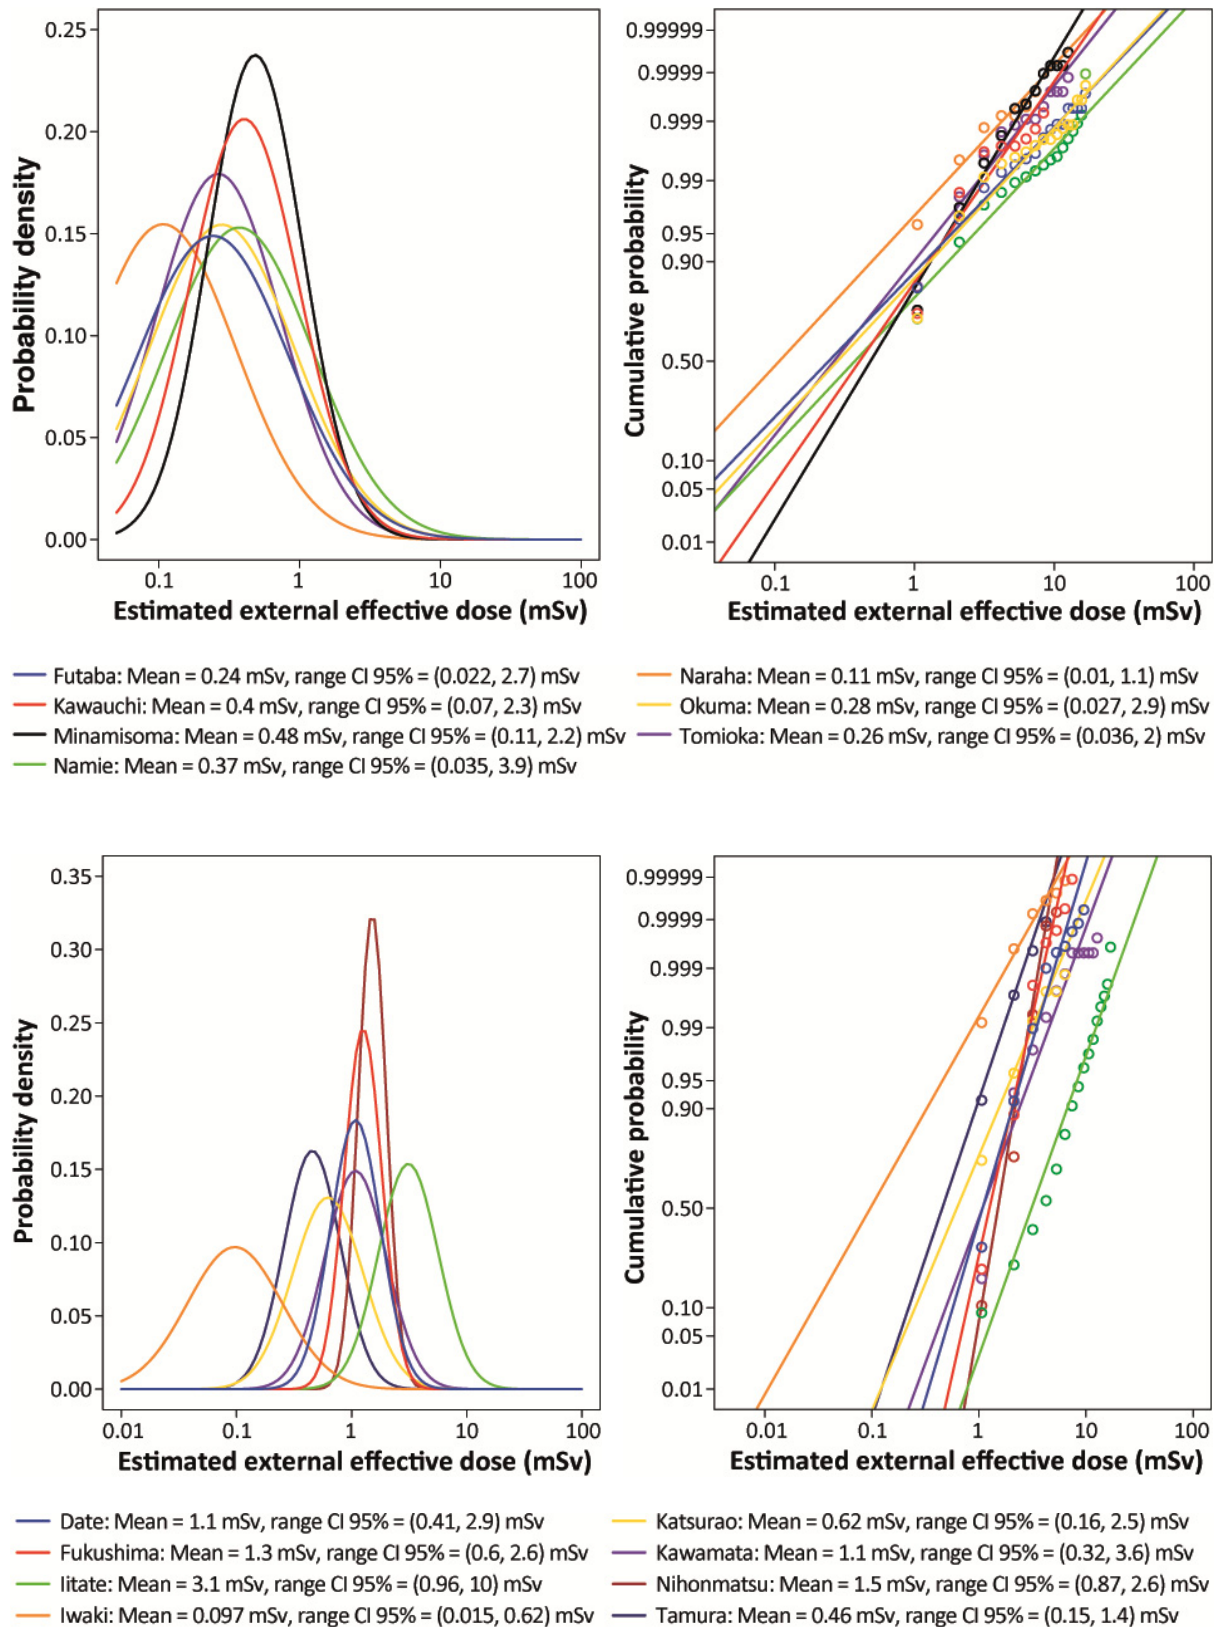 0.25
0.20
0.15
0.10
0.05
0.00
Probability density
0.1 1 10 100
Estimated external effective dose (mSv)
0.99999
0.9999
0.999
0.99
0.95
0.90
0.50
0.10
0.05
0.01
Cumulative probability
0.1 1 10 100
Estimated external effective dose (mSv)
Futaba: Mean = 0.24 mSv, range CI 95% = (0.022, 2.7) mSv
Kawauchi: Mean = 0.4 mSv, range CI 95% = (0.07, 2.3) mSv
Minamisoma: Mean = 0.48 mSv, range CI 95% = (0.11, 2.2) mSv
Namie: Mean = 0.37 mSv, range CI 95% = (0.035, 3.9) mSv
Naraha: Mean = 0.11 mSv, range CI 95% = (0.01, 1.1) mSv
Okuma: Mean = 0.28 mSv, range CI 95% = (0.027, 2.9) mSv
Tomioka: Mean = 0.26 mSv, range CI 95% = (0.036, 2) mSv
0.35
0.30
0.25
0.20
0.15
0.10
0.05
0.00
Probability density
0.01 0.1 1 10 100
Estimated external effective dose (mSv)
0.99999
0.9999
0.999
0.99
0.95
0.90
0.50
0.10
0.05
0.01
Cumulative probability
0.01 0.1 1 10 100
Estimated external effective dose (mSv)
Date: Mean = 1.1 mSv, range CI 95% = (0.41, 2.9) mSv
Fukushima: Mean = 1.3 mSv, range CI 95% = (0.6, 2.6) mSv
Iitate: Mean = 3.1 mSv, range CI 95% = (0.96, 10) mSv
Iwaki: Mean = 0.097 mSv, range CI 95% = (0.015, 0.62) mSv
Katsurao: Mean = 0.62 mSv, range CI 95% = (0.16, 2.5) mSv
Kawamata: Mean = 1.1 mSv, range CI 95% = (0.32, 3.6) mSv
Nihonmatsu: Mean = 1.5 mSv, range CI 95% = (0.87, 2.6) mSv
Tamura: Mean = 0.46 mSv, range CI 95% = (0.15, 1.4) mSv